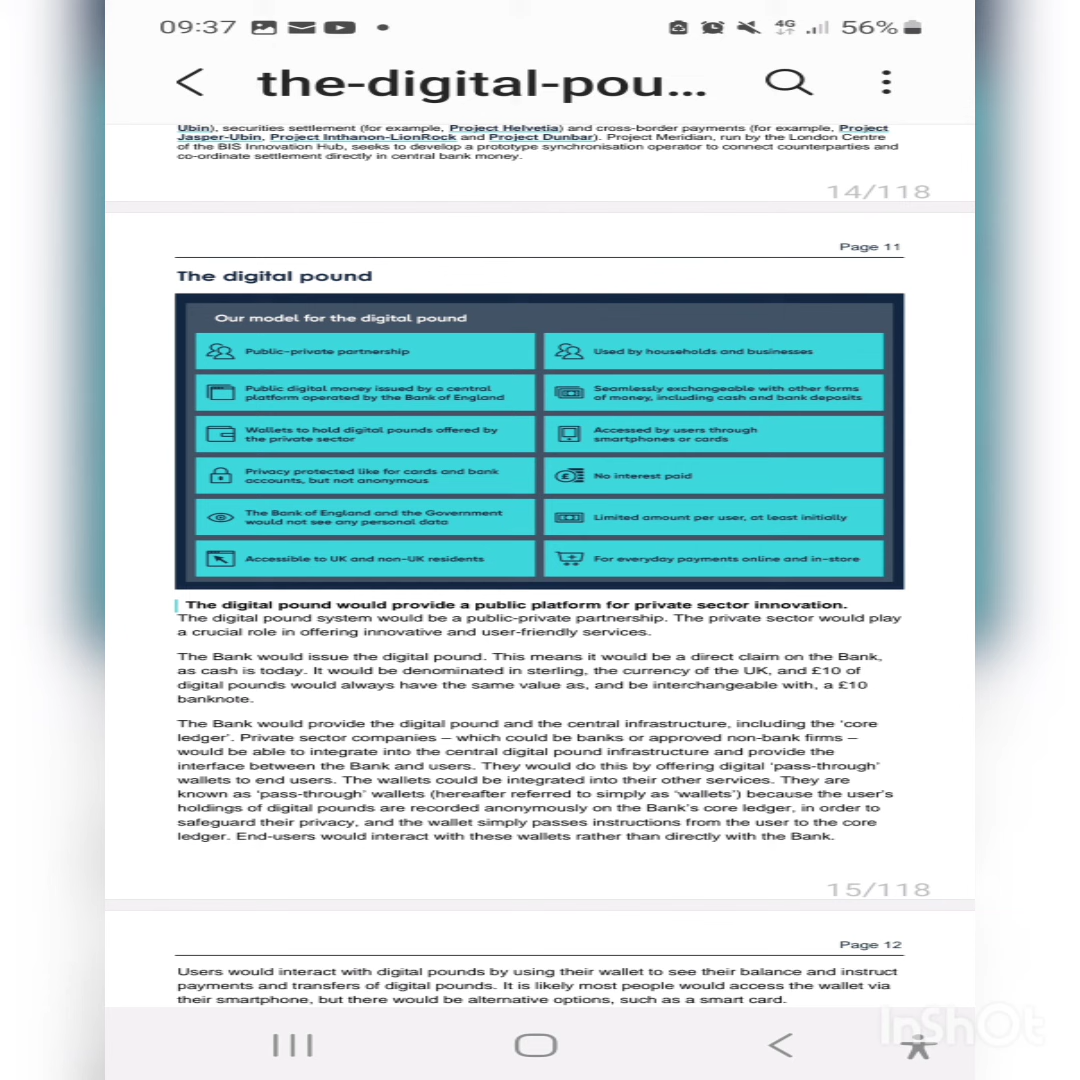 09:37
4G
56%
the-digital-pou...
Ubin), securities settlement (for example, Project Helvetia) and cross-border payments (for example, Project
Jasper-Ubin, Project Inthanon-LionRock and Project Dunbar). Project Meridian, run by the London Centre
of the BIS Innovation Hub, seeks to develop a prototype synchronisation operator to connect counterparties and
co-ordinate settlement directly in central bank money.
14/118
Page 11
The digital pound
Our model for the digital pound
Public-private partnership
Used by households and businesses
Public digital money issued by a central
platform operated by the Bank of England
Seamlessly exchangeable with other forms
of money, including cash and bank deposits
Wallets to hold digital pounds offered by
the private sector
Accessed by users through
smartphones or cards
Privacy protected like for cards and bank
accounts, but not anonymous
No interest paid
The Bank of England and the Government
would not see any personal data
Limited amount per user, at least initially
Accessible to UK and non-UK residents
For everyday payments online and in-store
The digital pound would provide a public platform for private sector innovation.
The digital pound system would be a public-private partnership. The private sector would play
a crucial role in offering innovative and user-friendly services.
The Bank would issue the digital pound. This means it would be a direct claim on the Bank,
as cash is today. It would be denominated in sterling, the currency of the UK, and £10 of
digital pounds would always have the same value as, and be interchangeable with, a £10
banknote.
The Bank would provide the digital pound and the central infrastructure, including the 'core
ledger'. Private sector companies – which could be banks or approved non-bank firms –
would be able to integrate into the central digital pound infrastructure and provide the
interface between the Bank and users. They would do this by offering digital 'pass-through'
wallets to end users. The wallets could be integrated into their other services. They are
known as 'pass-through' wallets (hereafter referred to simply as 'wallets') because the user's
holdings of digital pounds are recorded anonymously on the Bank's core ledger, in order to
safeguard their privacy, and the wallet simply passes instructions from the user to the core
ledger. End-users would interact with these wallets rather than directly with the Bank.
15/118
Page 12
Users would interact with digital pounds by using their wallet to see their balance and instruct
payments and transfers of digital pounds. It is likely most people would access the wallet via
their smartphone, but there would be alternative options, such as a smart card.
InShOt